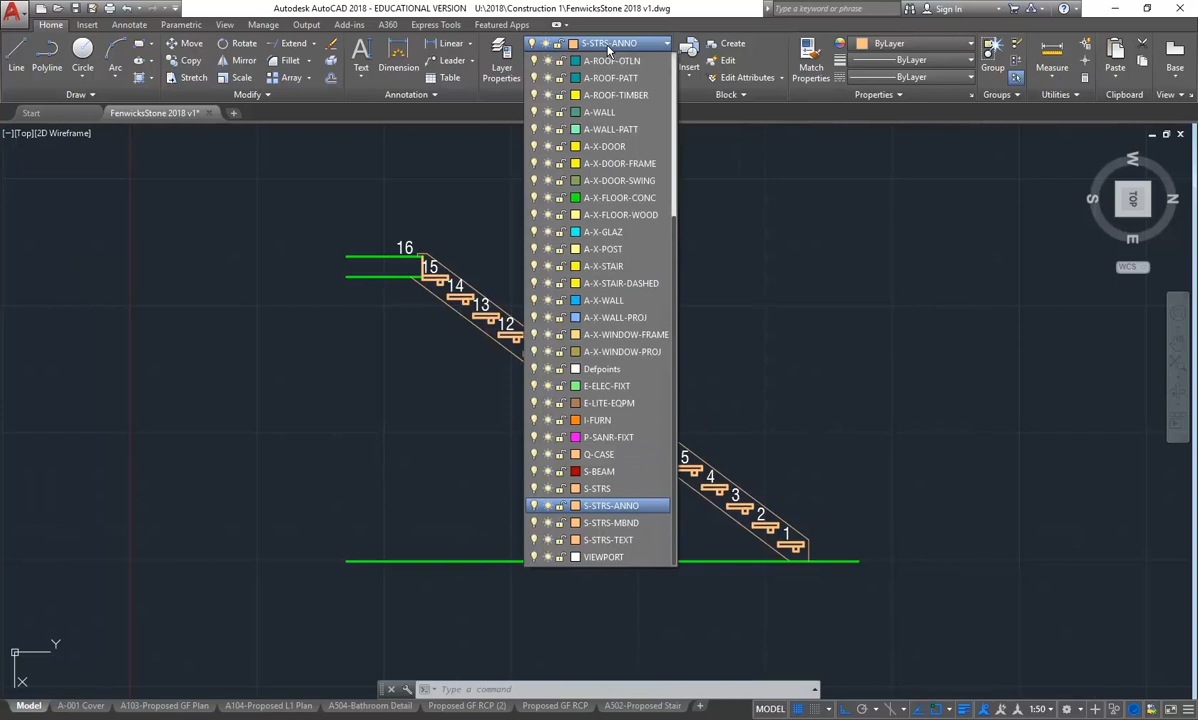 Autodesk AutoCAD 2018 - EDUCATIONAL VERSION U:\2018\Construction 1\FenwicksStone 2018 v1.dwg
Type a keyword or phrase
Sign In
Home Insert Annotate Parametric View Manage Output Add-ins A360 Express Tools Featured Apps
Line
Polyline
Circle
Arc
Draw
Move
Copy
Stretch
Rotate
Mirror
Scale
Extend
Fillet
Array
Modify
Text
Dimension
Linear
Leader
Table
Annotation
Layer
Properties
S-STRS-ANNO
A-ROOF-OTLN
A-ROOF-PATT
A-ROOF-TIMBER
A-WALL
A-WALL-PATT
A-X-DOOR
A-X-DOOR-FRAME
A-X-DOOR-SWING
A-X-FLOOR-CONC
A-X-FLOOR-WOOD
A-X-GLAZ
A-X-POST
A-X-STAIR
A-X-STAIR-DASHED
A-X-WALL
A-X-WALL-PROJ
A-X-WINDOW-FRAME
A-X-WINDOW-PROJ
Defpoints
E-ELEC-FIXT
E-LITE-EQPM
I-FURN
P-SANR-FIXT
Q-CASE
S-BEAM
S-STRS
S-STRS-ANNO
S-STRS-MBND
S-STRS-TEXT
VIEWPORT
Insert
Create
Edit
Edit Attributes
Block
Match
Properties
ByLayer
ByLayer
ByLayer
Properties
Group
Groups
Measure
Utilities
Paste
Clipboard
Base
View
Start
FenwicksStone 2018 v1*
[−][Top][2D Wireframe]
W
S
TOP
N
E
WCS
16
15
14
13
12
5
4
3
2
1
Y
X
Type a command
Model A-001 Cover A103-Proposed GF Plan A104-Proposed L1 Plan A504-Bathroom Detail Proposed GF RCP (2) Proposed GF RCP A502-Proposed Stair
MODEL
1:50